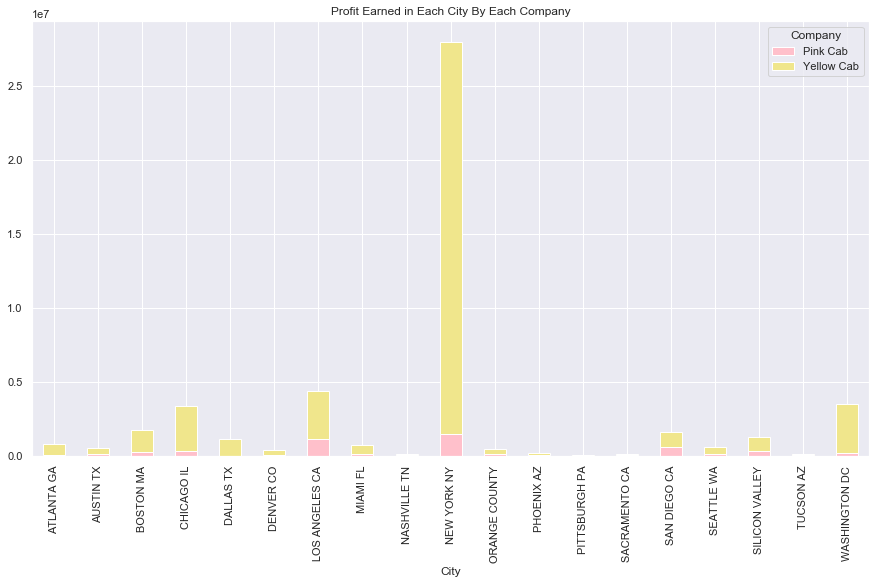 Profit Earned in Each City By Each Company
1e7
Company
Pink Cab
Yellow Cab
2.5
2.0
1.5
1.0
0.5
0.0
ATLANTA GA
AUSTIN TX
BOSTON MA
CHICAGO IL
DALLAS TX
DENVER CO
LOS ANGELES CA
MIAMI FL
NASHVILLE TN
NEW YORK NY
ORANGE COUNTY
PHOENIX AZ
PITTSBURGH PA
SACRAMENTO CA
SAN DIEGO CA
SEATTLE WA
SILICON VALLEY
TUCSON AZ
WASHINGTON DC
City